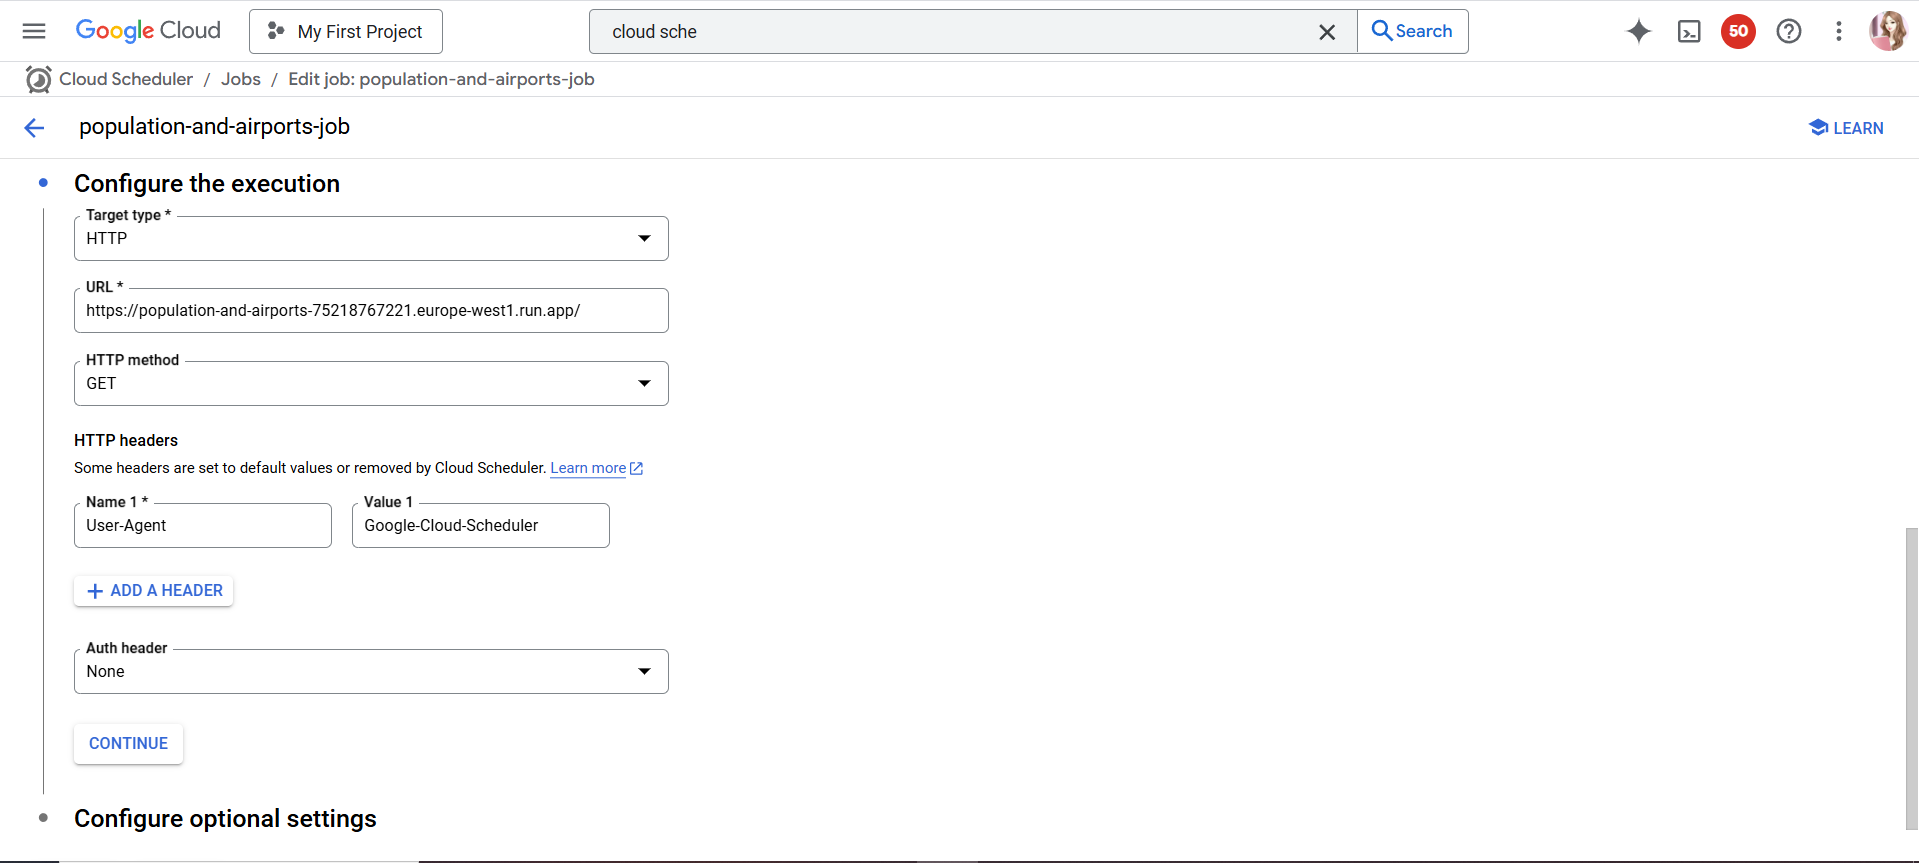 Google Cloud
My First Project
cloud sche
Search
50
Cloud Scheduler / Jobs / Edit job: population-and-airports-job
population-and-airports-job
LEARN
Configure the execution
Target type *
HTTP
URL *
https://population-and-airports-75218767221.europe-west1.run.app/
HTTP method
GET
HTTP headers
Some headers are set to default values or removed by Cloud Scheduler. Learn more
Name 1 *
User-Agent
Value 1
Google-Cloud-Scheduler
ADD A HEADER
Auth header
None
CONTINUE
Configure optional settings